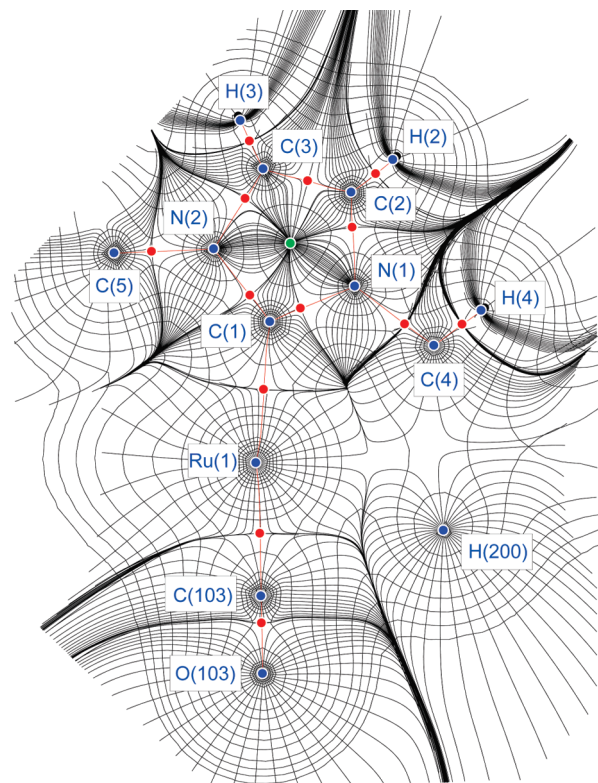 H(3)
H(2)
C(3)
C(2)
N(2)
C(5)
N(1)
H(4)
C(1)
C(4)
Ru(1)
H(200)
C(103)
O(103)